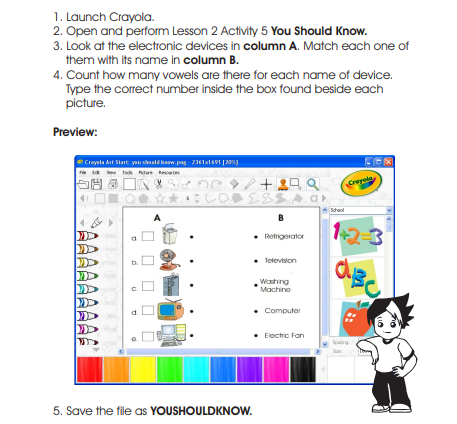 1. Launch Crayola.
2. Open and perform Lesson 2 Activity 5 You Should Know.
3. Look at the electronic devices in column A. Match each one of
them with its name in column B.
4. Count how many vowels are there for each name of device.
Type the correct number inside the box found beside each
picture.
Preview:
Crayola Art Start: you should know.png - 2361x1691 [20%]
File Edit View Tools Picture Resources
Crayola
School
A B
a. • • Refrigerator
b. • • Television
c. • • Washing
Machine
d. • • Computer
e. • • Electric Fan
1+2=3
aBc
Spacing:
Size:
5. Save the file as YOUSHOULDKNOW.